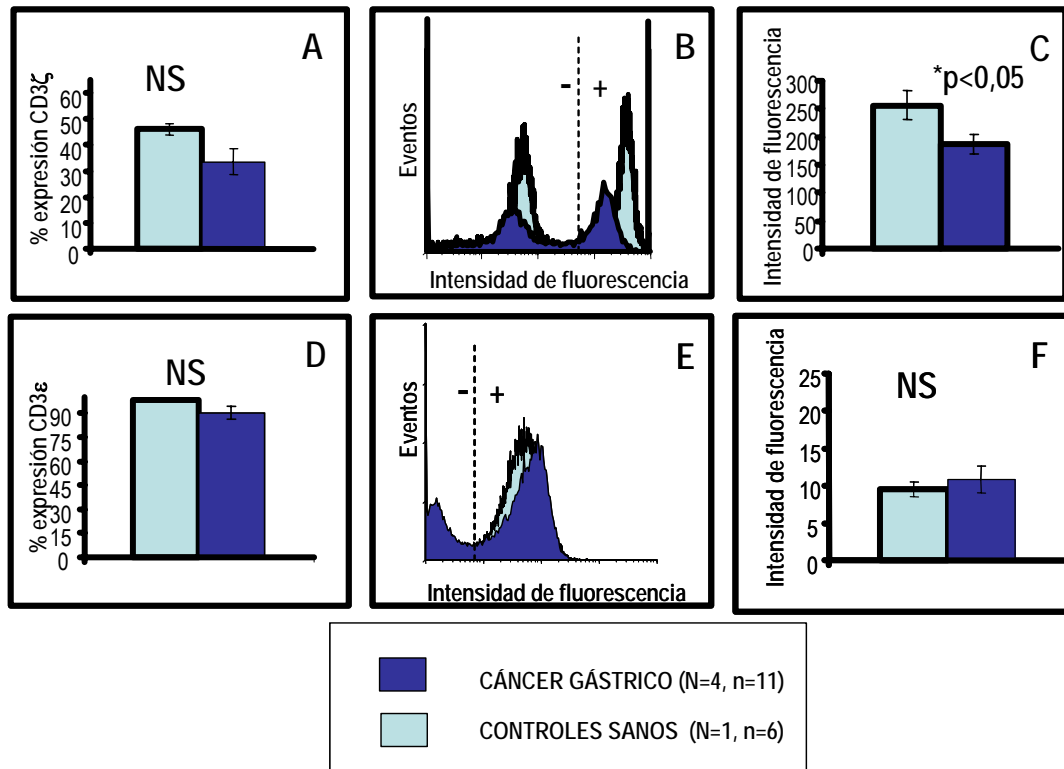 A
NS
% expresión CD3ζ
60
50
40
30
20
10
0
B
- +
Eventos
Intensidad de fluorescencia
C
*p<0,05
Intensidad de fluorescencia
300
250
200
150
200
50
0
D
NS
% expresión CD3ε
90
75
60
45
30
15
0
E
- +
Eventos
Intensidad de fluorescencia
F
NS
Intensidad de fluorescencia
25
20
15
10
5
0
CÁNCER GÁSTRICO (N=4, n=11)
CONTROLES SANOS (N=1, n=6)